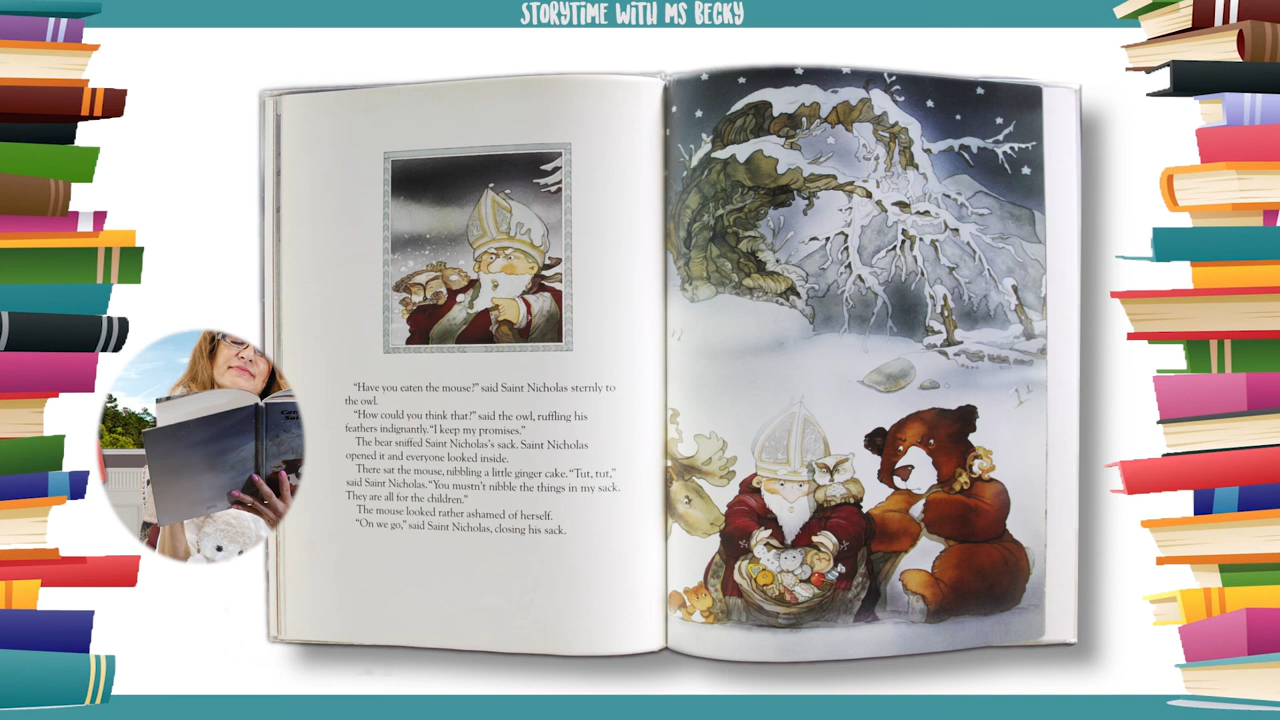 STORYTIME WITH MS BECKY
“Have you eaten the mouse?” said Saint Nicholas sternly to
the owl.
“How could you think that?” said the owl, ruffling his
feathers indignantly. “I keep my promises.”
The bear sniffed Saint Nicholas’s sack. Saint Nicholas
opened it and everyone looked inside.
There sat the mouse, nibbling a little ginger cake. “Tut, tut,”
said Saint Nicholas. “You mustn’t nibble the things in my sack.
They are all for the children.”
The mouse looked rather ashamed of herself.
“On we go,” said Saint Nicholas, closing his sack.